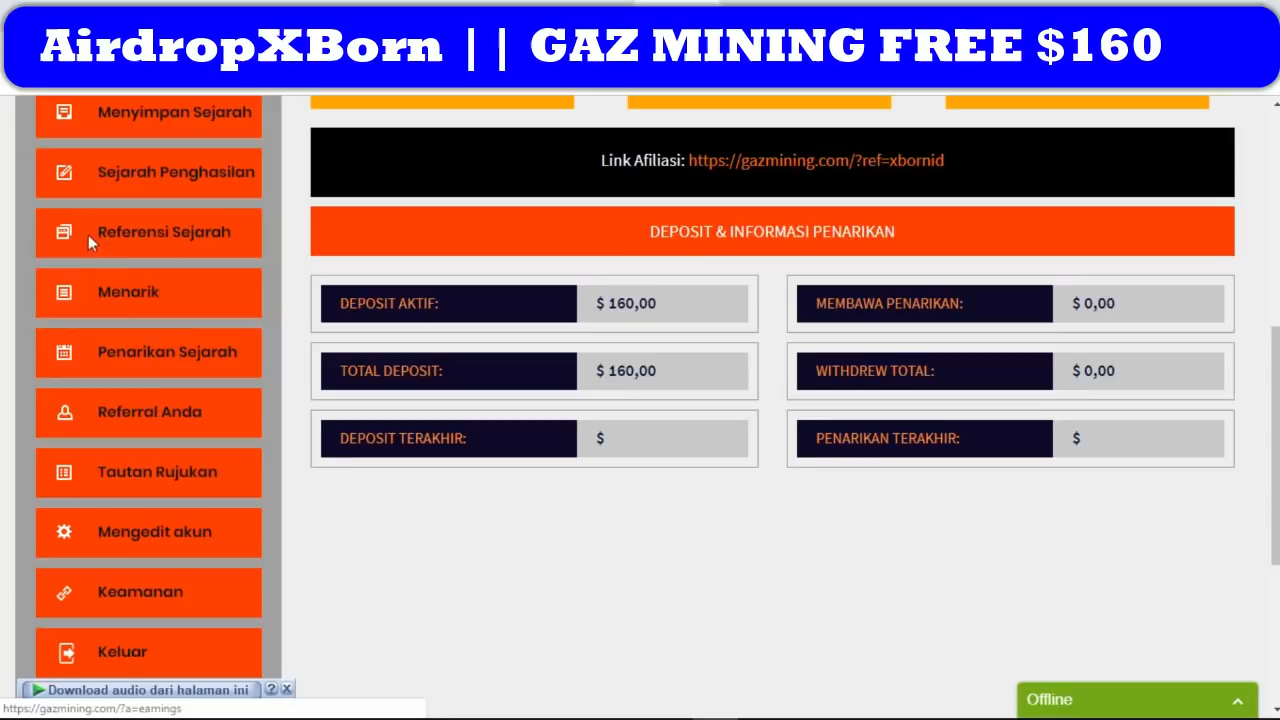 AirdropXBorn || GAZ MINING FREE $160
Menyimpan Sejarah
Sejarah Penghasilan
Referensi Sejarah
Menarik
Penarikan Sejarah
Referral Anda
Tautan Rujukan
Mengedit akun
Keamanan
Keluar
Link Afiliasi: https://gazmining.com/?ref=xbornid
DEPOSIT & INFORMASI PENARIKAN
DEPOSIT AKTIF: $ 160,00
TOTAL DEPOSIT: $ 160,00
DEPOSIT TERAKHIR: $
MEMBAWA PENARIKAN: $ 0,00
WITHDREW TOTAL: $ 0,00
PENARIKAN TERAKHIR: $
Download audio dari halaman ini ? X
https://gazmining.com/?a=earnings
Offline